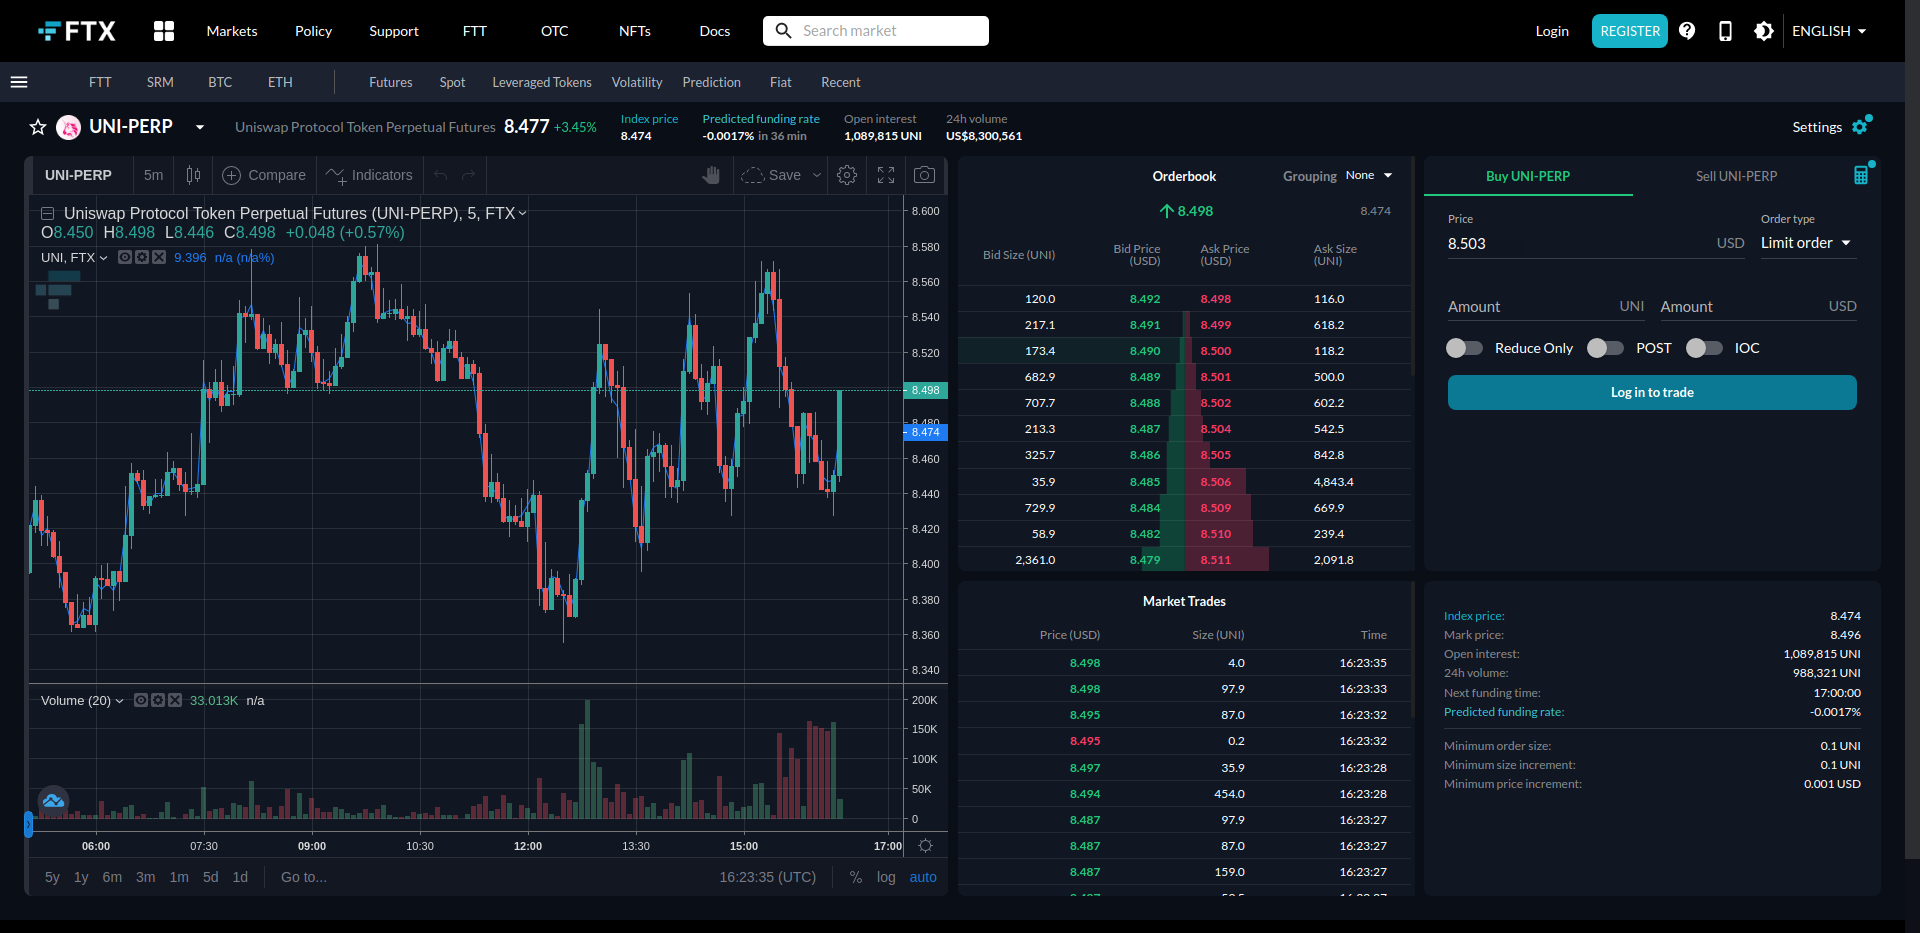 FTX Markets Policy Support FTT OTC NFTs Docs Search market Login REGISTER ENGLISH
FTT SRM BTC ETH Futures Spot Leveraged Tokens Volatility Prediction Fiat Recent
UNI-PERP Uniswap Protocol Token Perpetual Futures 8.477 +3.45%
Index price
8.474
Predicted funding rate
-0.0017% in 36 min
Open interest
1,089,815 UNI
24h volume
US$8,300,561
Settings
UNI-PERP 5m Compare Indicators Save
Uniswap Protocol Token Perpetual Futures (UNI-PERP), 5, FTX
O8.450 H8.498 L8.446 C8.498 +0.048 (+0.57%)
UNI, FTX 9.396 n/a (n/a%)
8.600
8.580
8.560
8.540
8.520
8.498
8.480
8.474
8.460
8.440
8.420
8.400
8.380
8.360
8.340
Volume (20) 33.013K n/a
200K
150K
100K
50K
0
06:00 07:30 09:00 10:30 12:00 13:30 15:00 17:00
5y 1y 6m 3m 1m 5d 1d Go to... 16:23:35 (UTC) % log auto
Orderbook Grouping None
8.498 8.474
Bid Size (UNI) Bid Price (USD) Ask Price (USD) Ask Size (UNI)
120.0 8.492 8.498 116.0
217.1 8.491 8.499 618.2
173.4 8.490 8.500 118.2
682.9 8.489 8.501 500.0
707.7 8.488 8.502 602.2
213.3 8.487 8.504 542.5
325.7 8.486 8.505 842.8
35.9 8.485 8.506 4,843.4
729.9 8.484 8.509 669.9
58.9 8.482 8.510 239.4
2,361.0 8.479 8.511 2,091.8
Market Trades
Price (USD) Size (UNI) Time
8.498 4.0 16:23:35
8.498 97.9 16:23:33
8.495 87.0 16:23:32
8.495 0.2 16:23:32
8.497 35.9 16:23:28
8.494 454.0 16:23:28
8.487 97.9 16:23:27
8.487 87.0 16:23:27
8.487 159.0 16:23:27
Buy UNI-PERP Sell UNI-PERP
Price Order type
8.503 USD Limit order
Amount UNI Amount USD
Reduce Only POST IOC
Log in to trade
Index price: 8.474
Mark price: 8.496
Open interest: 1,089,815 UNI
24h volume: 988,321 UNI
Next funding time: 17:00:00
Predicted funding rate: -0.0017%
Minimum order size: 0.1 UNI
Minimum size increment: 0.1 UNI
Minimum price increment: 0.001 USD